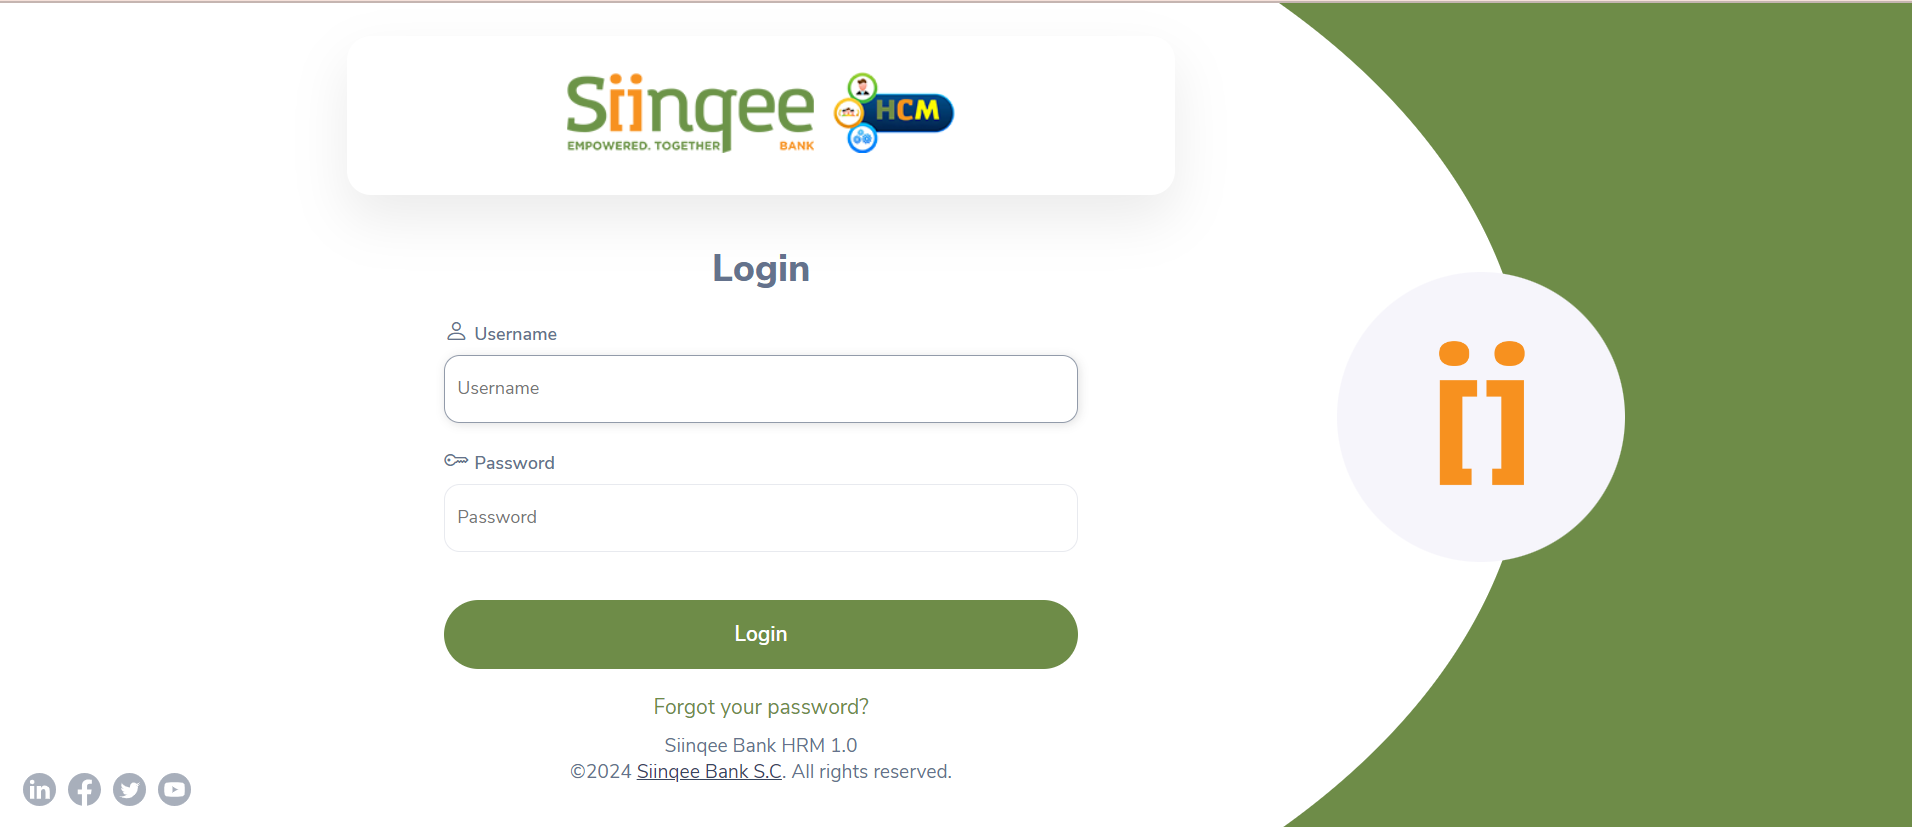 Siinqee
EMPOWERED. TOGETHER BANK
HCM
Login
Username
Username
Password
Password
Login
Forgot your password?
Siinqee Bank HRM 1.0
©2024 Siinqee Bank S.C. All rights reserved.